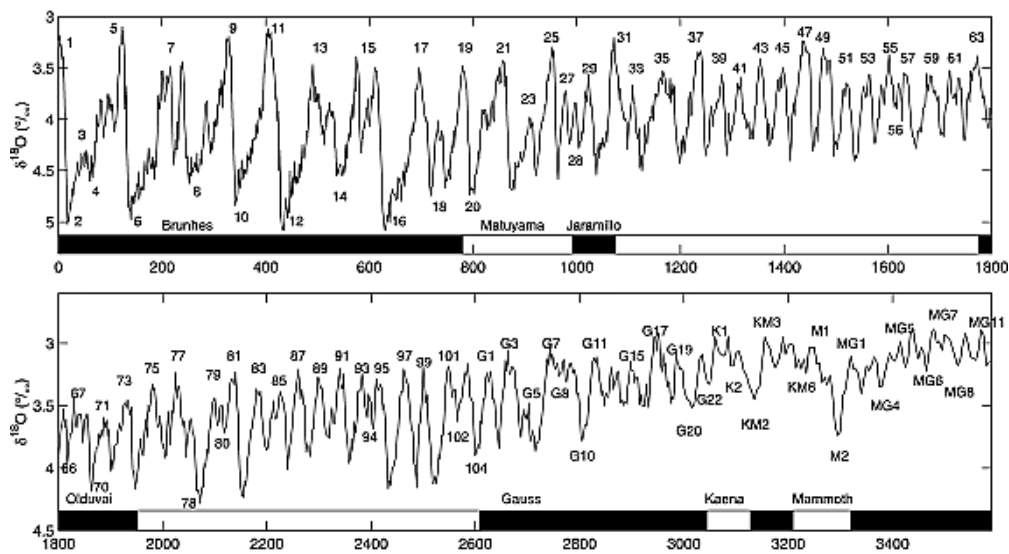 3
1 5 7 9 11 13 15 17 19 21 25 31 37 47 49 63
27 29 33 35 39 41 43 45 51 53 55 57 59 61
3.5
4
23
3 56
28
4.5
4 6 8 14
5
2 10 12 16 18 20
δ18O (°/oo)
Brunhes Matuyama Jaramillo
0 200 400 600 800 1000 1200 1400 1600 1800
3
G17 K1 KM3 M1 MG1 MG5 MG7 MG11
67 73 75 77 79 81 83 85 87 89 91 93 95 97 99 101 G1 G3 G7 G11 G15 G19
71 G5 G8 G22 K2 KM6 MG6 MG8
3.5
80 94 102 G20 KM2 MG4
4
66 70 78 104 G10 M2
4.5
δ18O (°/oo)
Olduvai Gauss Kaena Mammoth
1800 2000 2200 2400 2600 2800 3000 3200 3400